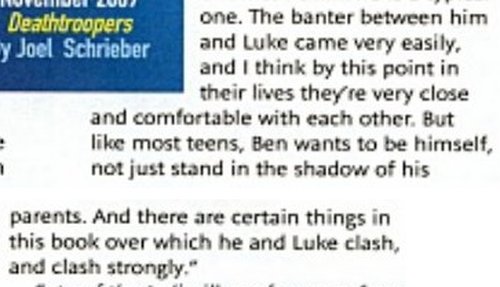 November 2009
Deathtroopers
y Joel Schrieber
one. The banter between him
and Luke came very easily,
and I think by this point in
their lives they're very close
and comfortable with each other. But
like most teens, Ben wants to be himself,
not just stand in the shadow of his
parents. And there are certain things in
this book over which he and Luke clash,
and clash strongly."